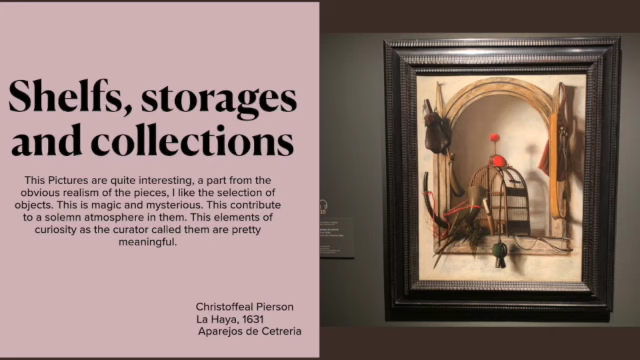 Shelfs, storages
and collections
This Pictures are quite interesting, a part from the
obvious realism of the pieces, I like the selection of
objects. This is magic and mysterious. This contribute
to a solemn atmosphere in them. This elements of
curiosity as the curator called them are pretty
meaningful.
Christoffeal Pierson
La Haya, 1631
Aparejos de Cetreria